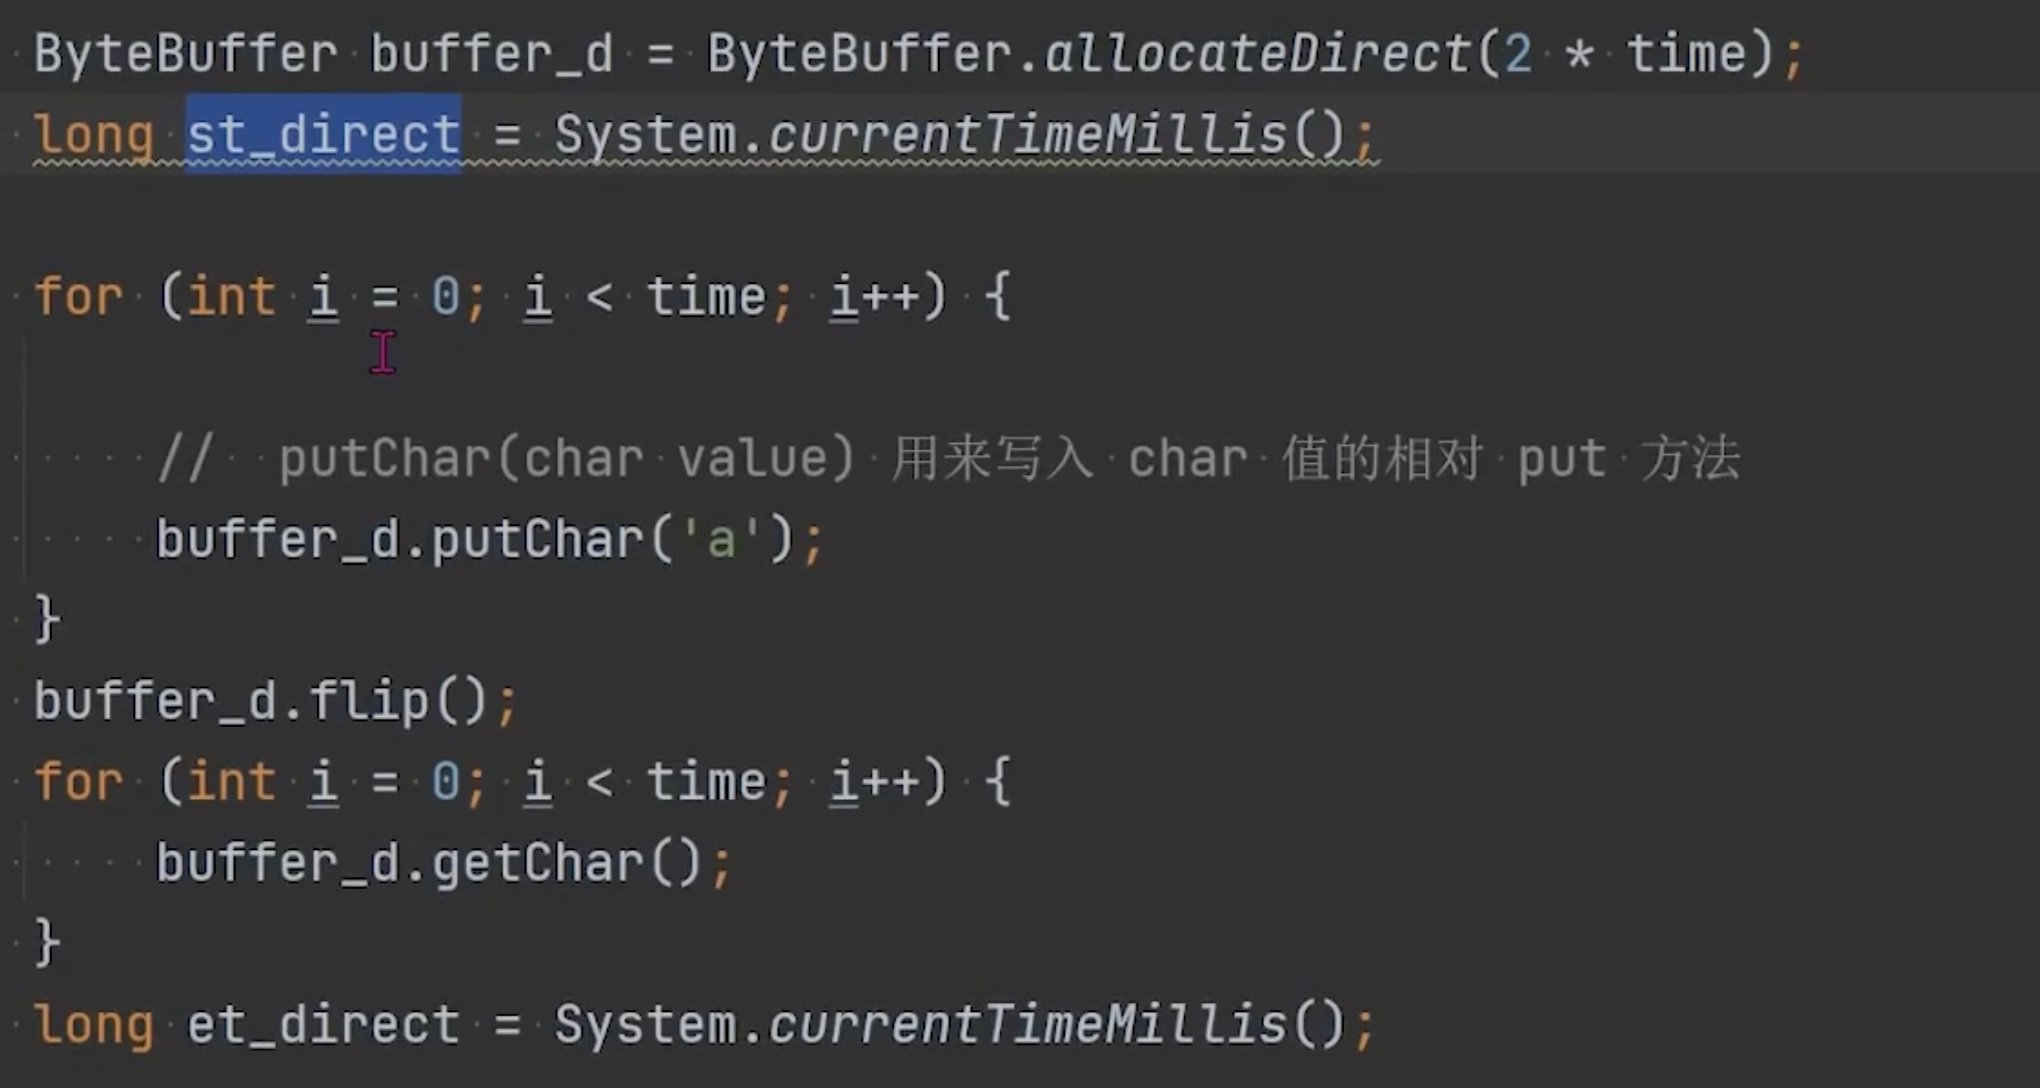 ByteBuffer buffer_d = ByteBuffer.allocateDirect(2 * time);
long st_direct = System.currentTimeMillis();
for (int i = 0; i < time; i++) {
//  putChar(char value) 用来写入 char 值的相对 put 方法
buffer_d.putChar('a');
}
buffer_d.flip();
for (int i = 0; i < time; i++) {
buffer_d.getChar();
}
long et_direct = System.currentTimeMillis();